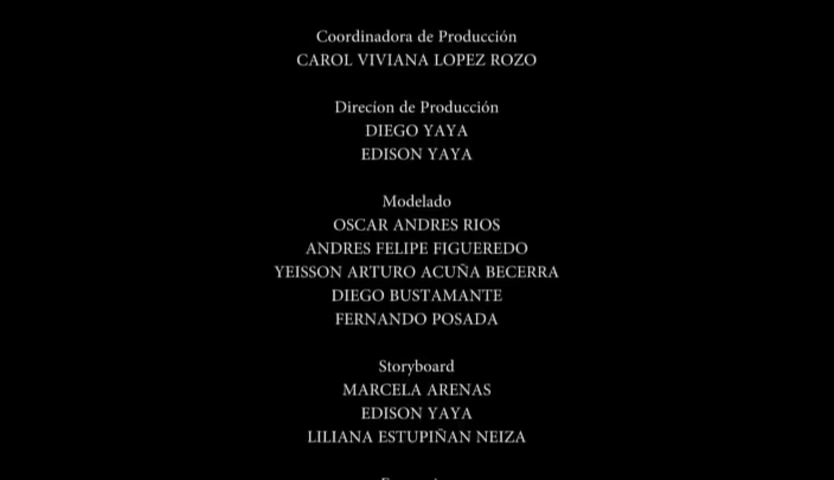 Coordinadora de Producción
CAROL VIVIANA LOPEZ ROZO
Direcíon de Producción
DIEGO YAYA
EDISON YAYA
Modelado
OSCAR ANDRES RIOS
ANDRES FELIPE FIGUEREDO
YEISSON ARTURO ACUÑA BECERRA
DIEGO BUSTAMANTE
FERNANDO POSADA
Storyboard
MARCELA ARENAS
EDISON YAYA
LILIANA ESTUPIÑAN NEIZA